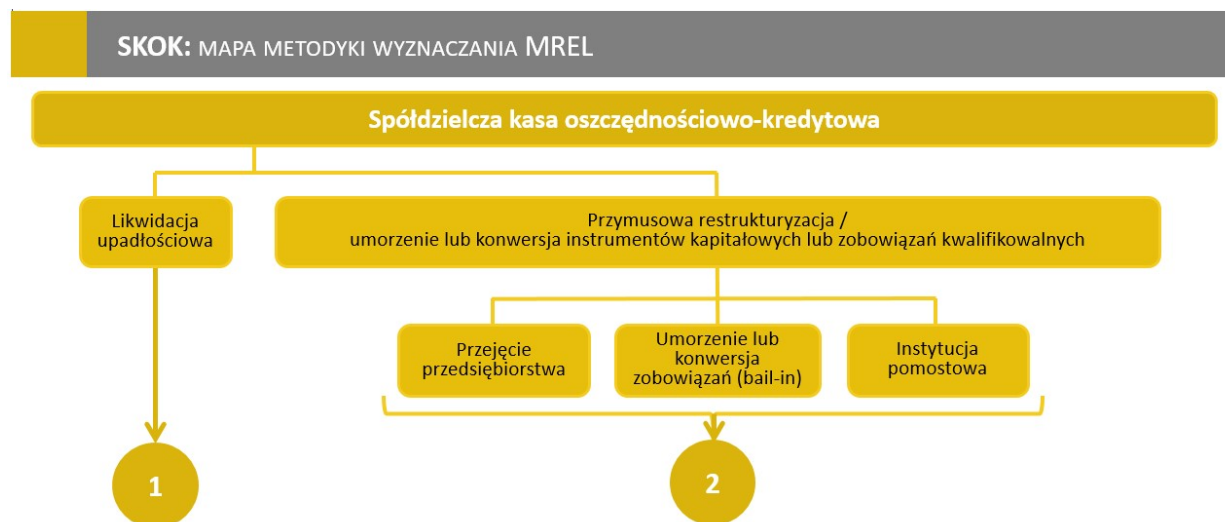 SKOK: MAPA METODYKI WYZNACZANIA MREL
Spółdzielcza kasa oszczędnościowo-kredytowa
Likwidacja
upadłościowa
Przymusowa restrukturyzacja /
umorzenie lub konwersja instrumentów kapitałowych lub zobowiązań kwalifikowalnych
Przejęcie
przedsiębiorstwa
Umorzenie lub
konwersja
zobowiązań (bail-in)
Instytucja
pomostowa
1
2